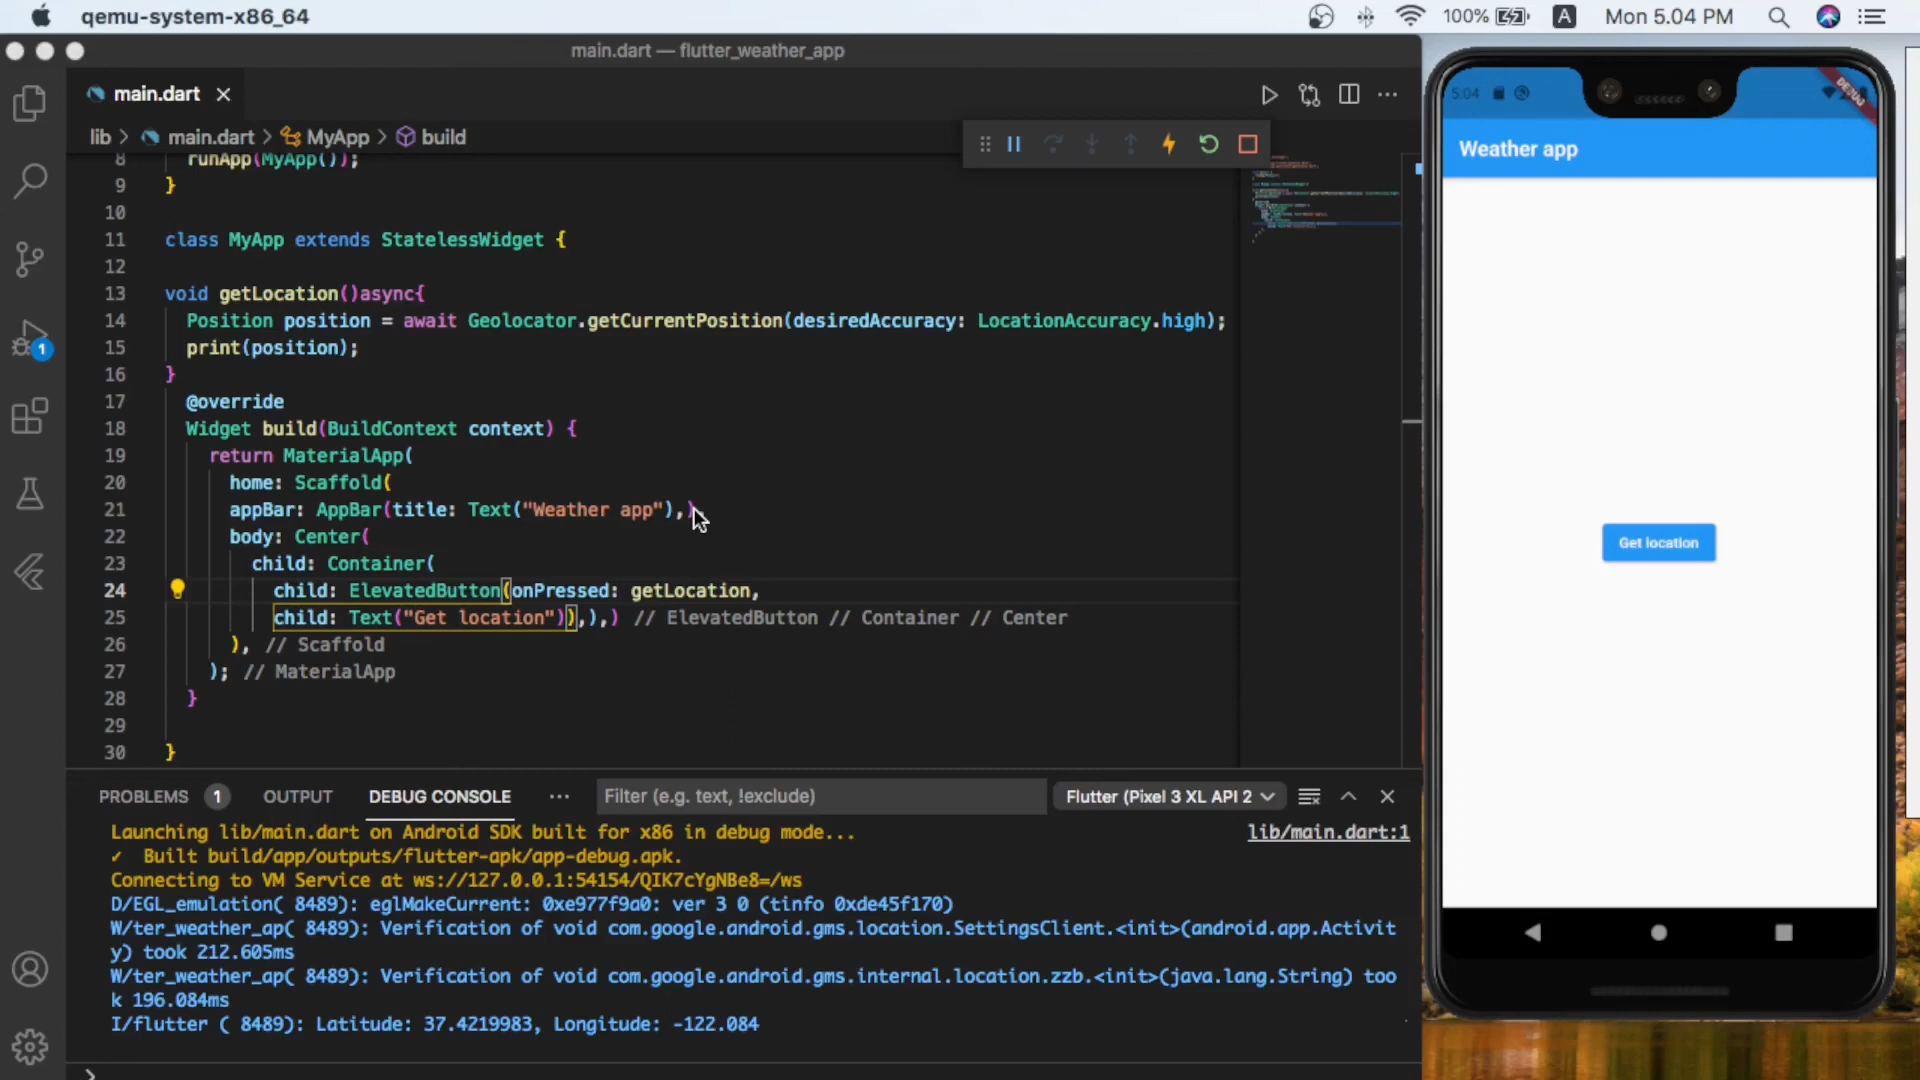 qemu-system-x86_64
100%
A
Mon 5.04 PM
main.dart — flutter_weather_app
main.dart
lib > main.dart > MyApp > build
8 runApp(MyApp());
9 }
10
11 class MyApp extends StatelessWidget {
12
13 void getLocation()async{
14 Position position = await Geolocator.getCurrentPosition(desiredAccuracy: LocationAccuracy.high);
15 print(position);
16 }
17 @override
18 Widget build(BuildContext context) {
19 return MaterialApp(
20 home: Scaffold(
21 appBar: AppBar(title: Text("Weather app"),),
22 body: Center(
23 child: Container(
24 child: ElevatedButton(onPressed: getLocation,
25 child: Text("Get location")),),) // ElevatedButton // Container // Center
26 ), // Scaffold
27 ); // MaterialApp
28 }
29
30 }
1
PROBLEMS 1 OUTPUT DEBUG CONSOLE ··· Filter (e.g. text, !exclude) Flutter (Pixel 3 XL API 2
Launching lib/main.dart on Android SDK built for x86 in debug mode... lib/main.dart:1
✓ Built build/app/outputs/flutter-apk/app-debug.apk.
Connecting to VM Service at ws://127.0.0.1:54154/QIK7cYgNBe8=/ws
D/EGL_emulation( 8489): eglMakeCurrent: 0xe977f9a0: ver 3 0 (tinfo 0xde45f170)
W/ter_weather_ap( 8489): Verification of void com.google.android.gms.location.SettingsClient.<init>(android.app.Activit
y) took 212.605ms
W/ter_weather_ap( 8489): Verification of void com.google.android.gms.internal.location.zzb.<init>(java.lang.String) too
k 196.084ms
I/flutter ( 8489): Latitude: 37.4219983, Longitude: -122.084
>
5:04
DEBUG
Weather app
Get location